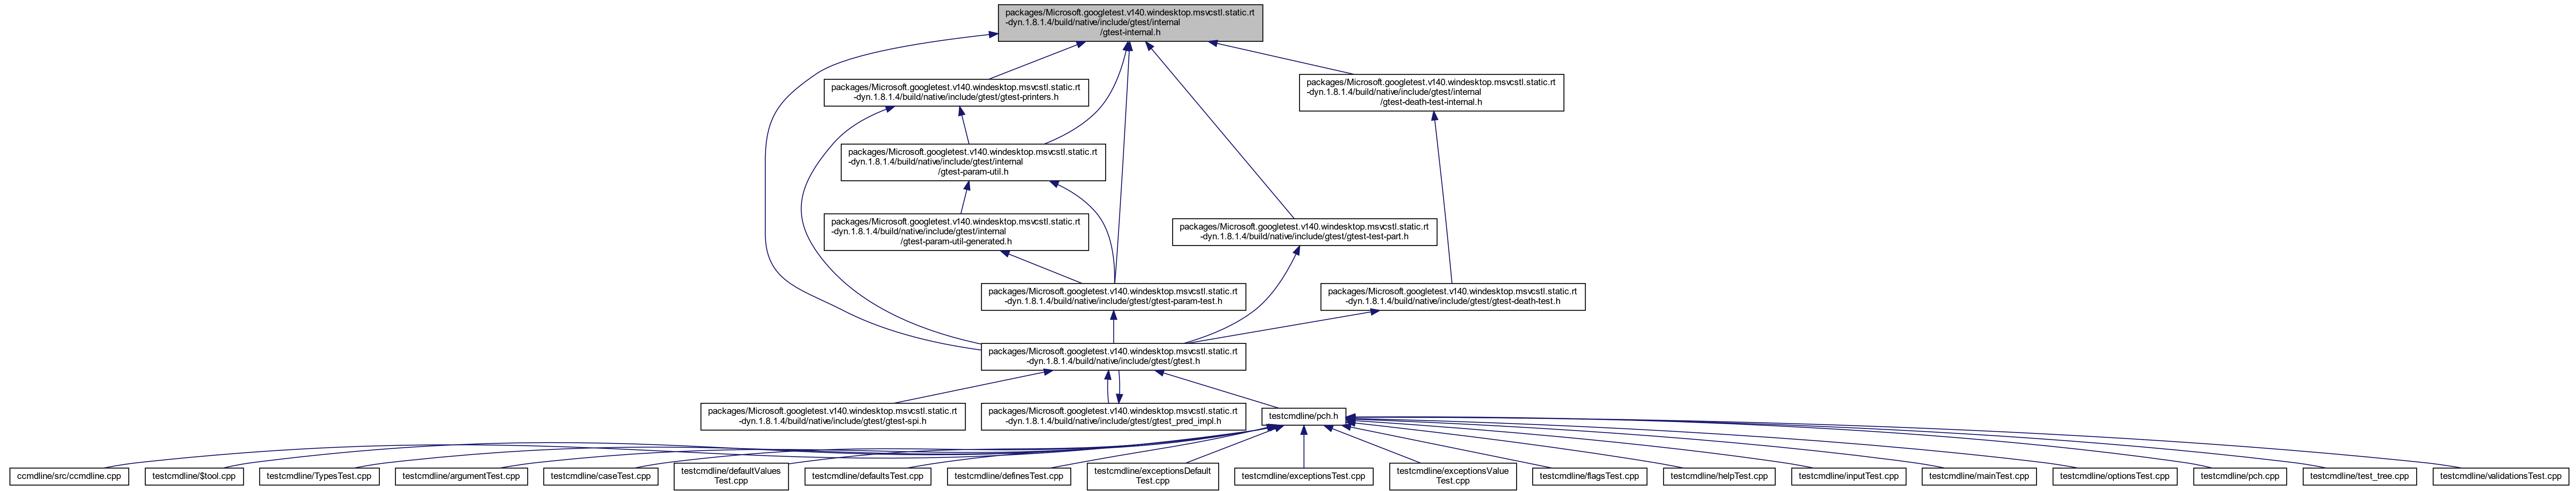 packages/Microsoft.googletest.v140.windesktop.msvcstl.static.rt
-dyn.1.8.1.4/build/native/include/gtest/internal
/gtest-internal.h
packages/Microsoft.googletest.v140.windesktop.msvcstl.static.rt
-dyn.1.8.1.4/build/native/include/gtest/gtest-printers.h
packages/Microsoft.googletest.v140.windesktop.msvcstl.static.rt
-dyn.1.8.1.4/build/native/include/gtest/internal
/gtest-death-test-internal.h
packages/Microsoft.googletest.v140.windesktop.msvcstl.static.rt
-dyn.1.8.1.4/build/native/include/gtest/internal
/gtest-param-util.h
packages/Microsoft.googletest.v140.windesktop.msvcstl.static.rt
-dyn.1.8.1.4/build/native/include/gtest/internal
/gtest-param-util-generated.h
packages/Microsoft.googletest.v140.windesktop.msvcstl.static.rt
-dyn.1.8.1.4/build/native/include/gtest/gtest-test-part.h
packages/Microsoft.googletest.v140.windesktop.msvcstl.static.rt
-dyn.1.8.1.4/build/native/include/gtest/gtest-param-test.h
packages/Microsoft.googletest.v140.windesktop.msvcstl.static.rt
-dyn.1.8.1.4/build/native/include/gtest/gtest-death-test.h
packages/Microsoft.googletest.v140.windesktop.msvcstl.static.rt
-dyn.1.8.1.4/build/native/include/gtest/gtest.h
packages/Microsoft.googletest.v140.windesktop.msvcstl.static.rt
-dyn.1.8.1.4/build/native/include/gtest/gtest-spi.h
packages/Microsoft.googletest.v140.windesktop.msvcstl.static.rt
-dyn.1.8.1.4/build/native/include/gtest/gtest_pred_impl.h
testcmdline/pch.h
ccmdline/src/ccmdline.cpp
testcmdline/$tool.cpp
testcmdline/TypesTest.cpp
testcmdline/argumentTest.cpp
testcmdline/caseTest.cpp
testcmdline/defaultValues
Test.cpp
testcmdline/defaultsTest.cpp
testcmdline/definesTest.cpp
testcmdline/exceptionsDefault
Test.cpp
testcmdline/exceptionsTest.cpp
testcmdline/exceptionsValue
Test.cpp
testcmdline/flagsTest.cpp
testcmdline/helpTest.cpp
testcmdline/inputTest.cpp
testcmdline/mainTest.cpp
testcmdline/optionsTest.cpp
testcmdline/pch.cpp
testcmdline/test_tree.cpp
testcmdline/validationsTest.cpp